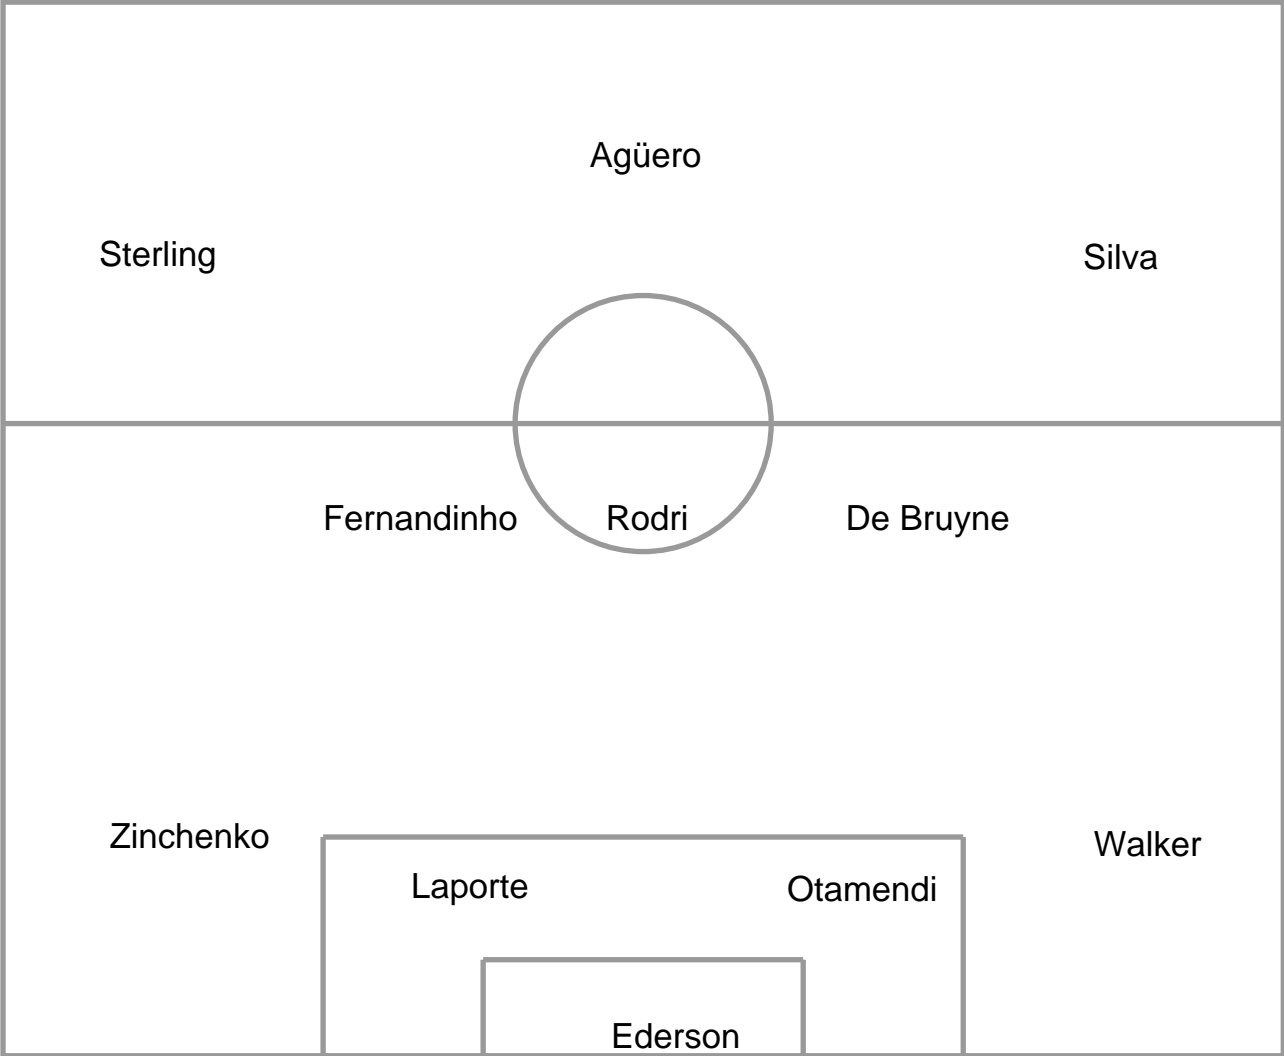 Agüero
Sterling
Silva
Fernandinho
Rodri
De Bruyne
Zinchenko
Walker
Laporte
Otamendi
Ederson